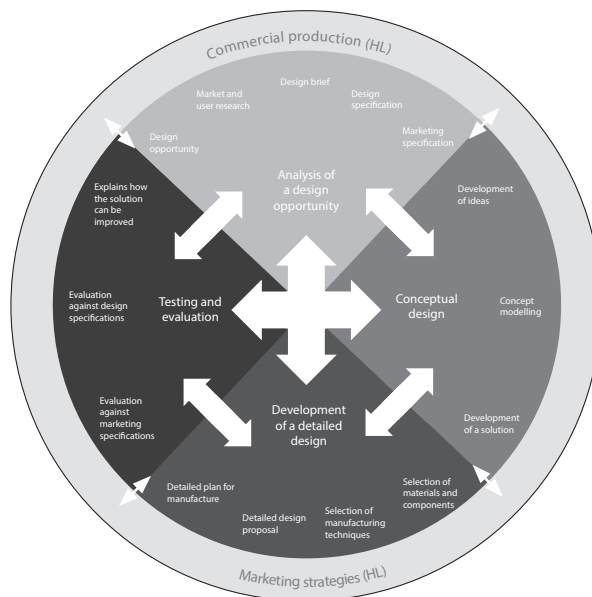 Commercial production (HL)
Design brief
Market and
user research
Design
specification
Design
opportunity
Marketing
specification
Analysis of
a design
opportunity
Explains how
the solution
can be
improved
Development
of ideas
Evaluation
against design
specifications
Testing and
evaluation
Conceptual
design
Concept
modelling
Evaluation
against
marketing
specifications
Development
of a detailed
design
Development
of a solution
Detailed plan for
manufacture
Detailed design
proposal
Selection of
manufacturing
techniques
Selection of
materials and
components
Marketing strategies (HL)